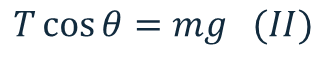 T cos θ = mg (II)